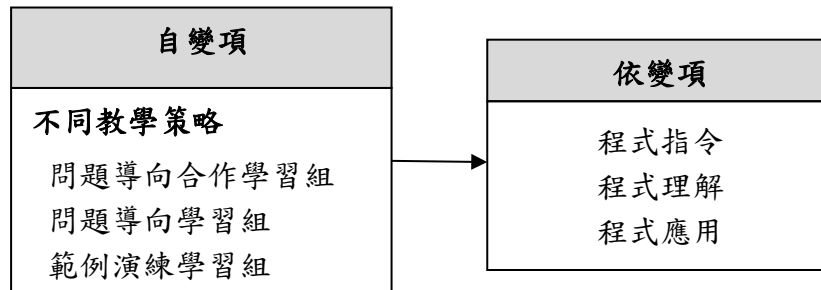 自變項
不同教學策略
問題導向合作學習組
問題導向學習組
範例演練學習組
依變項
程式指令
程式理解
程式應用